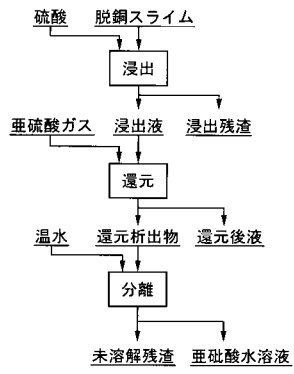 硫酸 脱銅スライム
浸出
亜硫酸ガス 浸出液 浸出残渣
還元
温水 還元析出物 還元後液
分離
未溶解残渣 亜砒酸水溶液